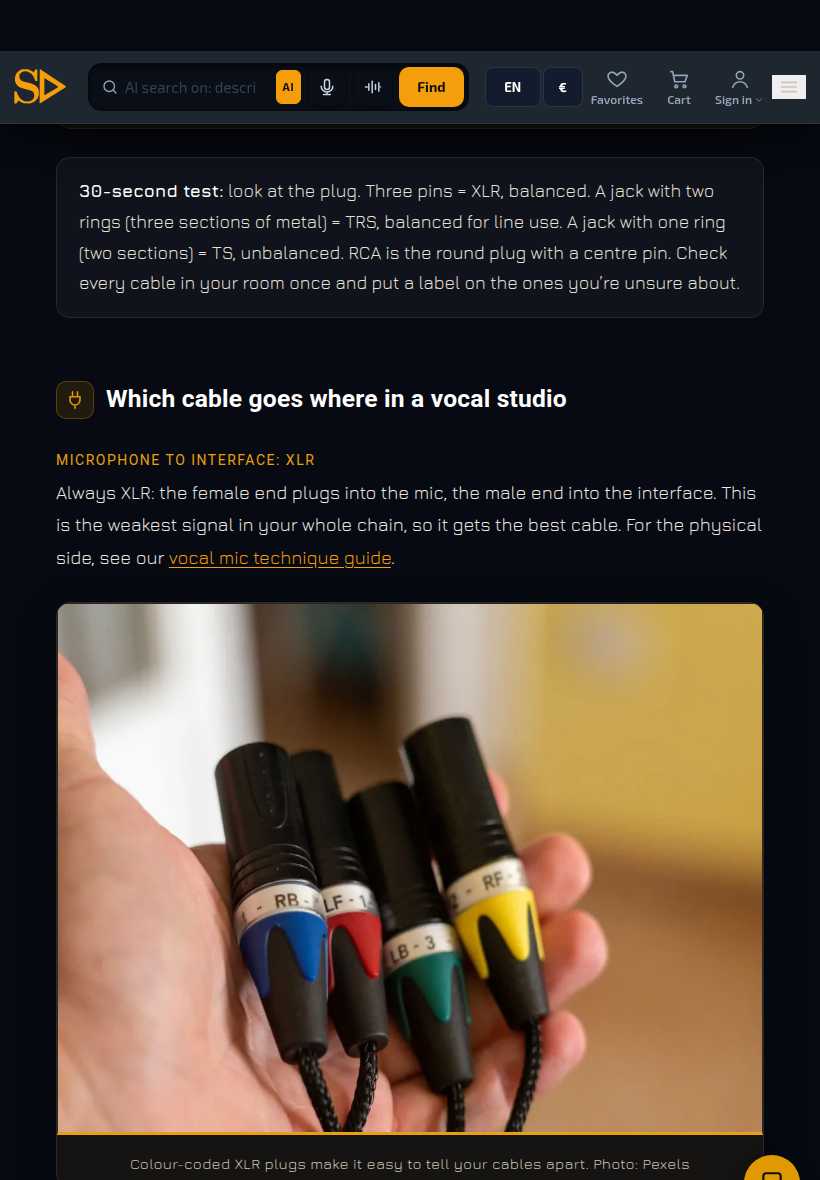 SD
AI search on: descri
AI
Find
EN
€
Favorites
Cart
Sign in
30-second test: look at the plug. Three pins = XLR, balanced. A jack with two
rings (three sections of metal) = TRS, balanced for line use. A jack with one ring
(two sections) = TS, unbalanced. RCA is the round plug with a centre pin. Check
every cable in your room once and put a label on the ones you’re unsure about.
Which cable goes where in a vocal studio
MICROPHONE TO INTERFACE: XLR
Always XLR: the female end plugs into the mic, the male end into the interface. This
is the weakest signal in your whole chain, so it gets the best cable. For the physical
side, see our vocal mic technique guide.
- RB -
LF - 1
LB - 3
2 - RF -
Colour-coded XLR plugs make it easy to tell your cables apart. Photo: Pexels